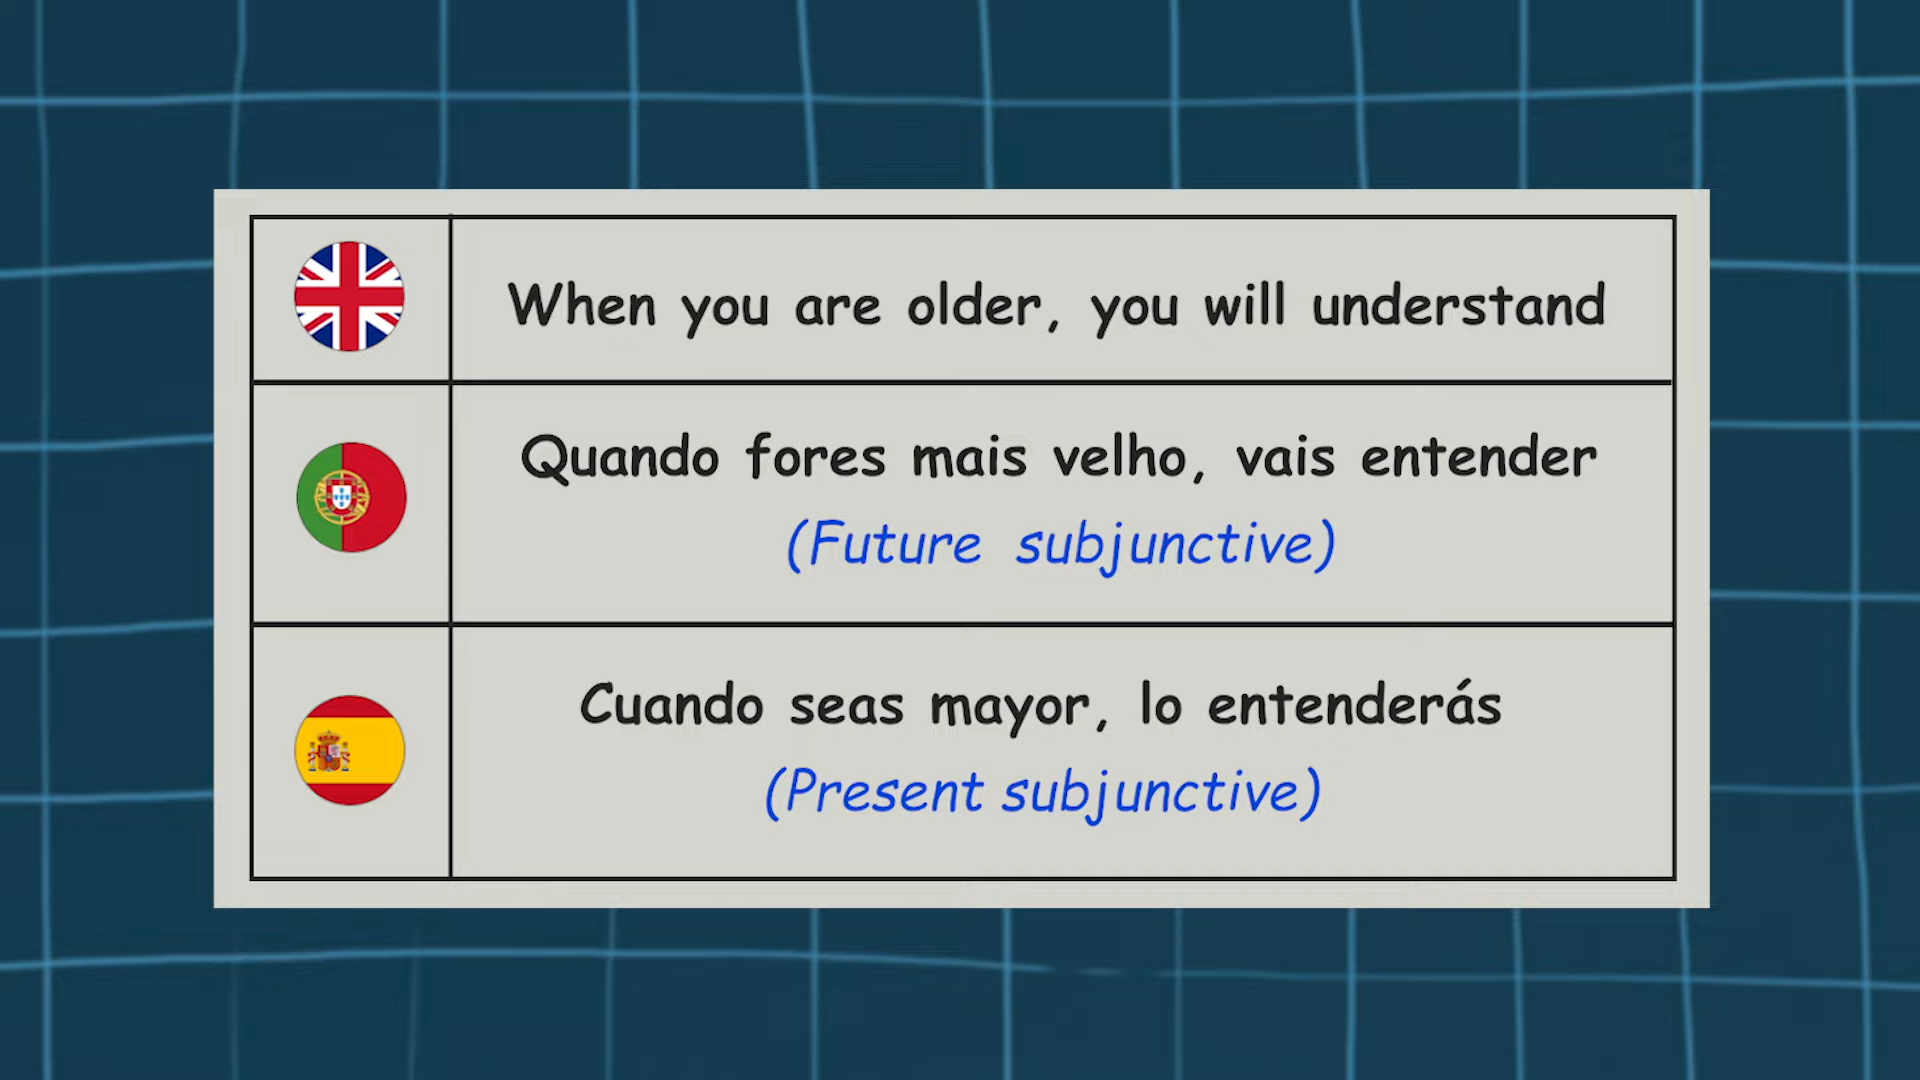 When you are older, you will understand
Quando fores mais velho, vais entender
(Future subjunctive)
Cuando seas mayor, lo entenderás
(Present subjunctive)